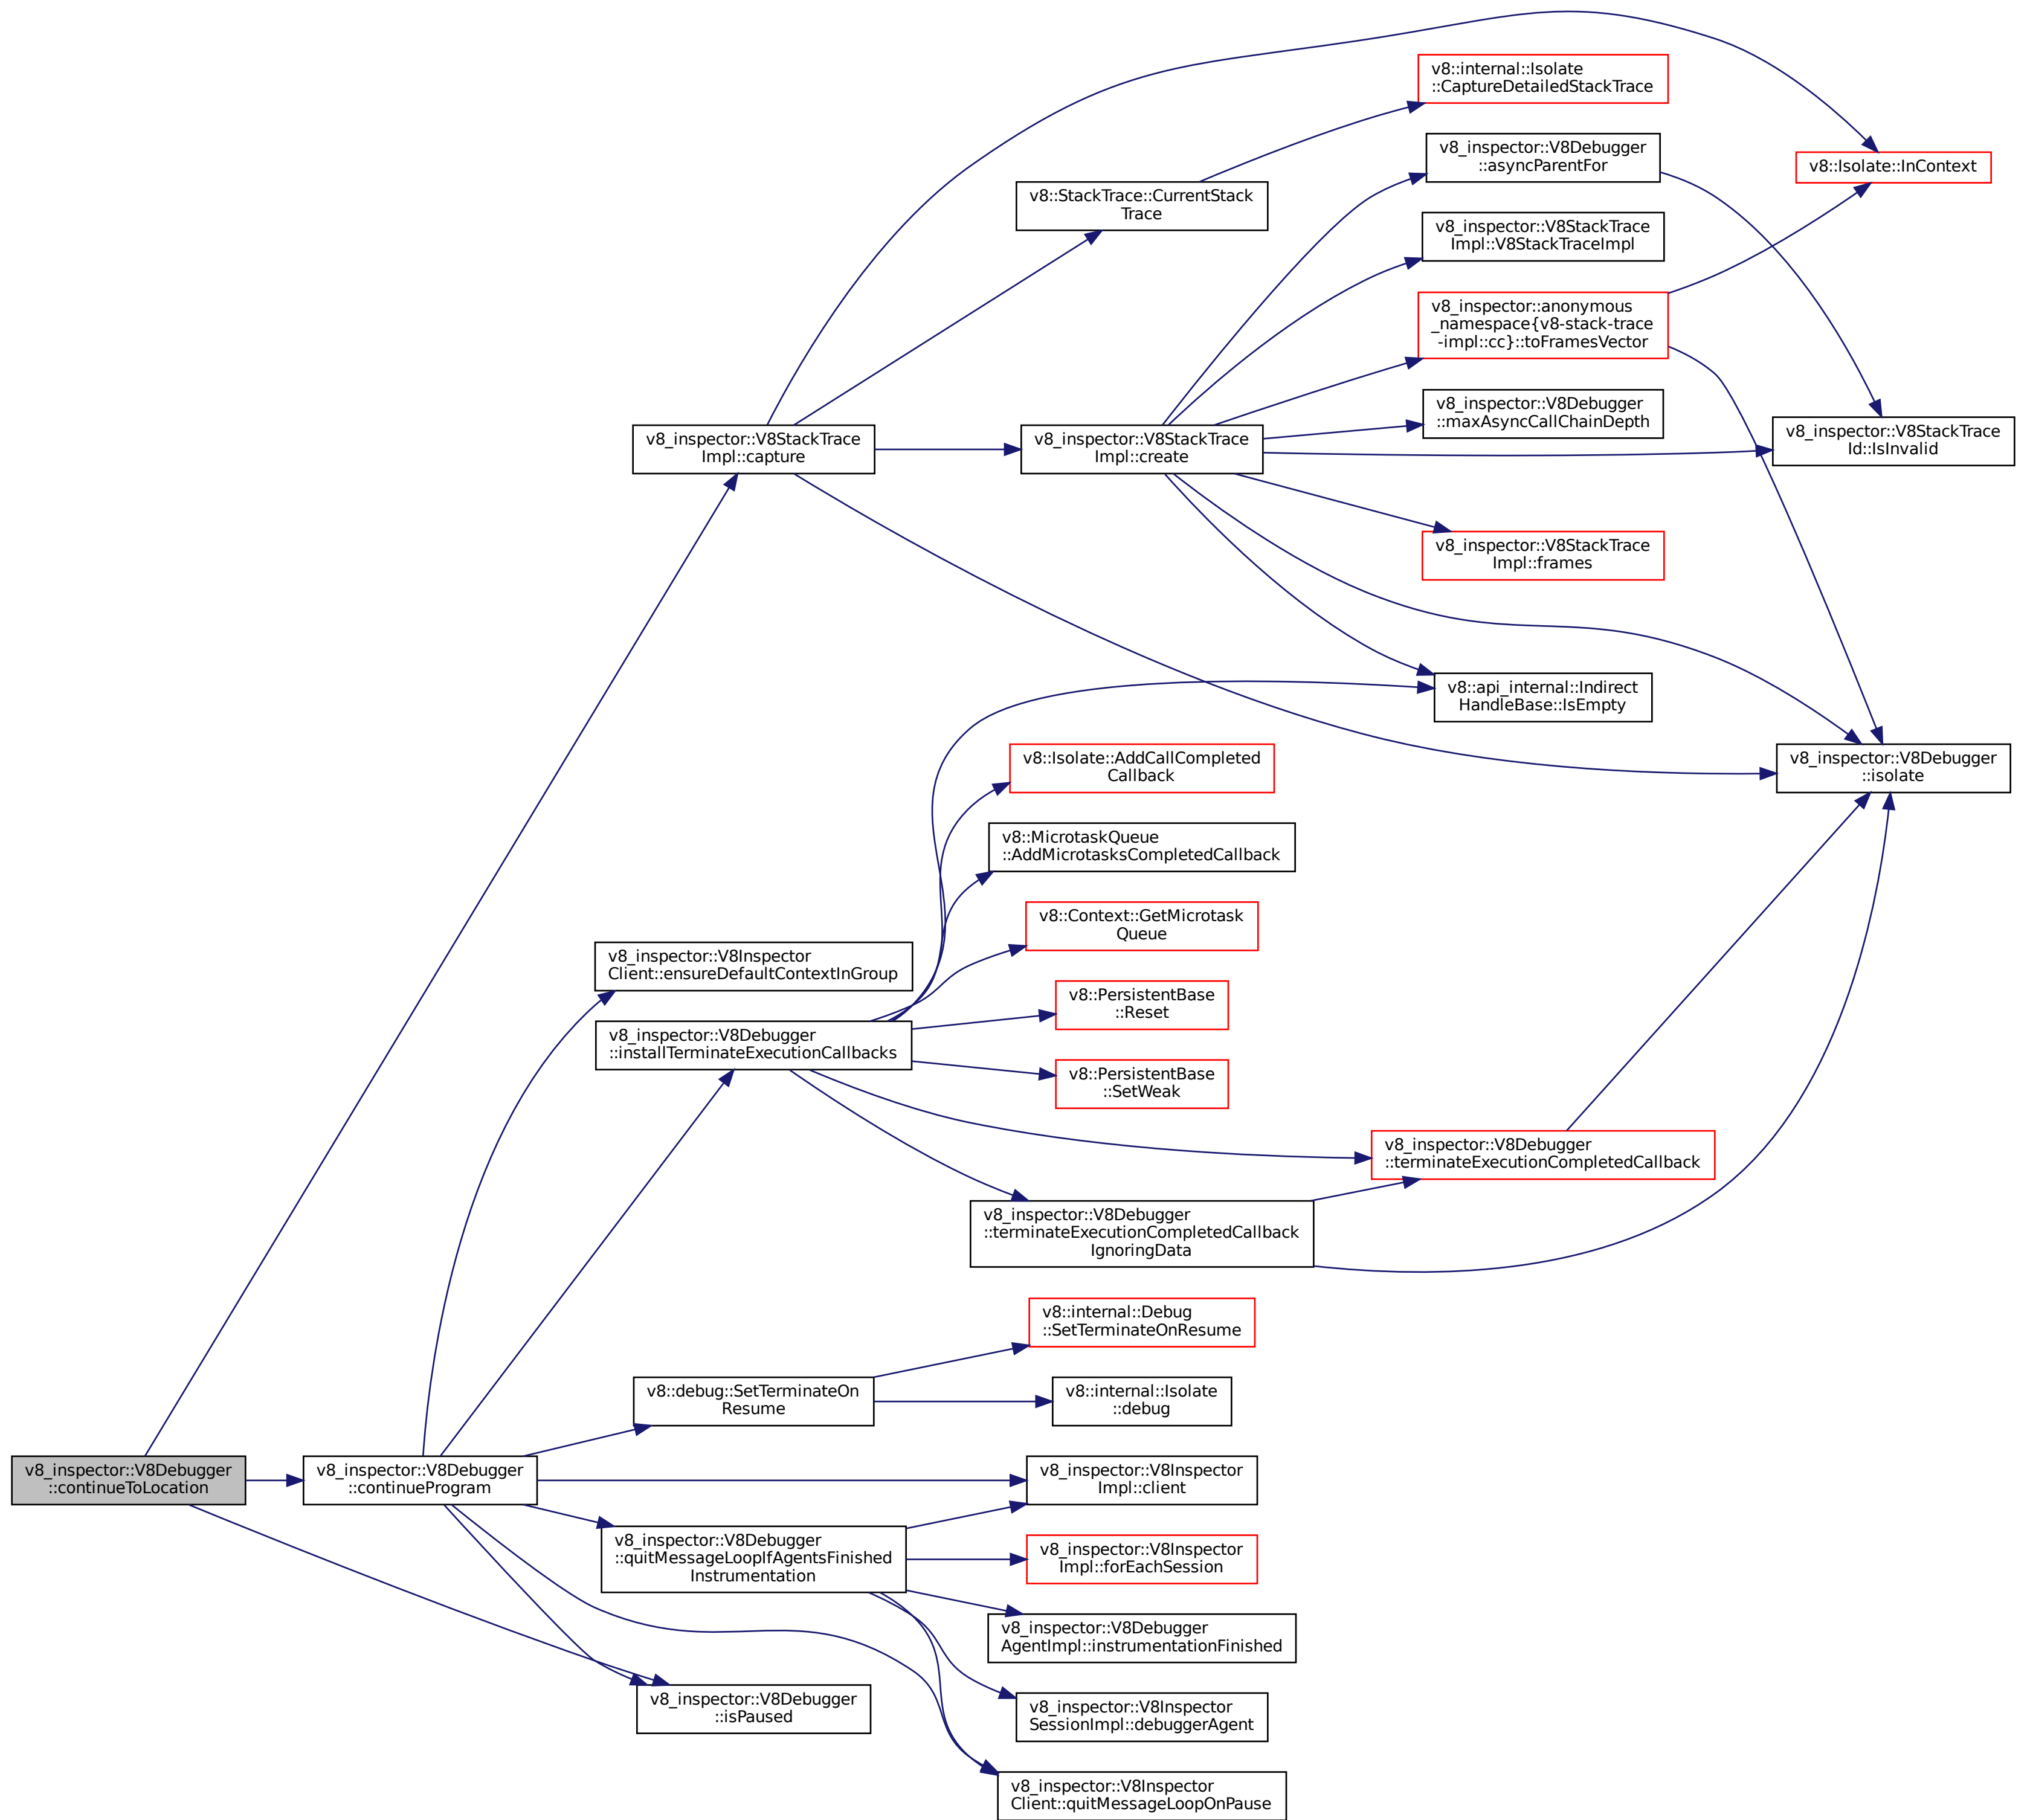 v8::internal::Isolate
::CaptureDetailedStackTrace
v8_inspector::V8Debugger
::asyncParentFor
v8::Isolate::InContext
v8::StackTrace::CurrentStack
Trace
v8_inspector::V8StackTrace
Impl::V8StackTraceImpl
v8_inspector::anonymous
_namespace{v8-stack-trace
-impl::cc}::toFramesVector
v8_inspector::V8Debugger
::maxAsyncCallChainDepth
v8_inspector::V8StackTrace
Impl::capture
v8_inspector::V8StackTrace
Impl::create
v8_inspector::V8StackTrace
Id::IsInvalid
v8_inspector::V8StackTrace
Impl::frames
v8::api_internal::Indirect
HandleBase::IsEmpty
v8::Isolate::AddCallCompleted
Callback
v8_inspector::V8Debugger
::isolate
v8::MicrotaskQueue
::AddMicrotasksCompletedCallback
v8::Context::GetMicrotask
Queue
v8_inspector::V8Inspector
Client::ensureDefaultContextInGroup
v8::PersistentBase
::Reset
v8_inspector::V8Debugger
::installTerminateExecutionCallbacks
v8::PersistentBase
::SetWeak
v8_inspector::V8Debugger
::terminateExecutionCompletedCallback
v8_inspector::V8Debugger
::terminateExecutionCompletedCallback
IgnoringData
v8::internal::Debug
::SetTerminateOnResume
v8::debug::SetTerminateOn
Resume
v8::internal::Isolate
::debug
v8_inspector::V8Debugger
::continueToLocation
v8_inspector::V8Debugger
::continueProgram
v8_inspector::V8Inspector
Impl::client
v8_inspector::V8Debugger
::quitMessageLoopIfAgentsFinished
Instrumentation
v8_inspector::V8Inspector
Impl::forEachSession
v8_inspector::V8Debugger
AgentImpl::instrumentationFinished
v8_inspector::V8Debugger
::isPaused
v8_inspector::V8Inspector
SessionImpl::debuggerAgent
v8_inspector::V8Inspector
Client::quitMessageLoopOnPause